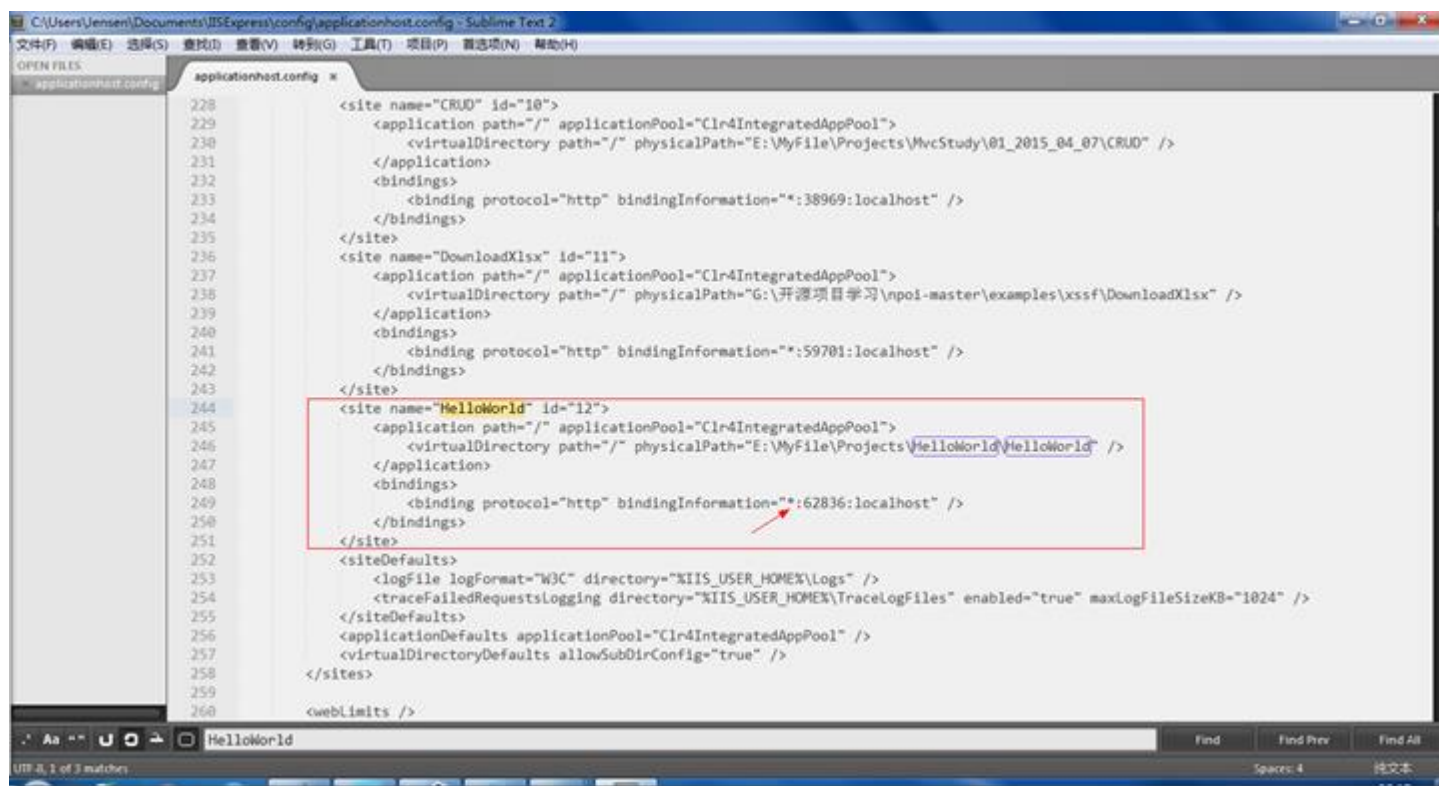 C:\Users\Jensen\Documents\IISExpress\config\applicationhost.config - Sublime Text 2
文件(F) 编辑(E) 选择(S) 查找(I) 查看(V) 转到(G) 工具(T) 项目(P) 首选项(N) 帮助(H)
OPEN FILES
applicationhost.config
applicationhost.config ×
228 <site name="CRUD" id="10">
229 <application path="/" applicationPool="Clr4IntegratedAppPool">
230 <virtualDirectory path="/" physicalPath="E:\MyFile\Projects\MvcStudy\01_2015_04_07\CRUD" />
231 </application>
232 <bindings>
233 <binding protocol="http" bindingInformation="*:38969:localhost" />
234 </bindings>
235 </site>
236 <site name="DownloadXlsx" id="11">
237 <application path="/" applicationPool="Clr4IntegratedAppPool">
238 <virtualDirectory path="/" physicalPath="G:\开源项目学习\npoi-master\examples\xssf\DownloadXlsx" />
239 </application>
240 <bindings>
241 <binding protocol="http" bindingInformation="*:59701:localhost" />
242 </bindings>
243 </site>
244 <site name="HelloWorld" id="12">
245 <application path="/" applicationPool="Clr4IntegratedAppPool">
246 <virtualDirectory path="/" physicalPath="E:\MyFile\Projects\HelloWorld\HelloWorld" />
247 </application>
248 <bindings>
249 <binding protocol="http" bindingInformation="*:62836:localhost" />
250 </bindings>
251 </site>
252 <siteDefaults>
253 <logFile logFormat="W3C" directory="%IIS_USER_HOME%\Logs" />
254 <traceFailedRequestsLogging directory="%IIS_USER_HOME%\TraceLogFiles" enabled="true" maxLogFileSizeKB="1024" />
255 </siteDefaults>
256 <applicationDefaults applicationPool="Clr4IntegratedAppPool" />
257 <virtualDirectoryDefaults allowSubDirConfig="true" />
258 </sites>
259
260 <webLimits />
.* Aa "" HelloWorld Find Find Prev Find All
UTF-8, 1 of 3 matches Spaces: 4 纯文本